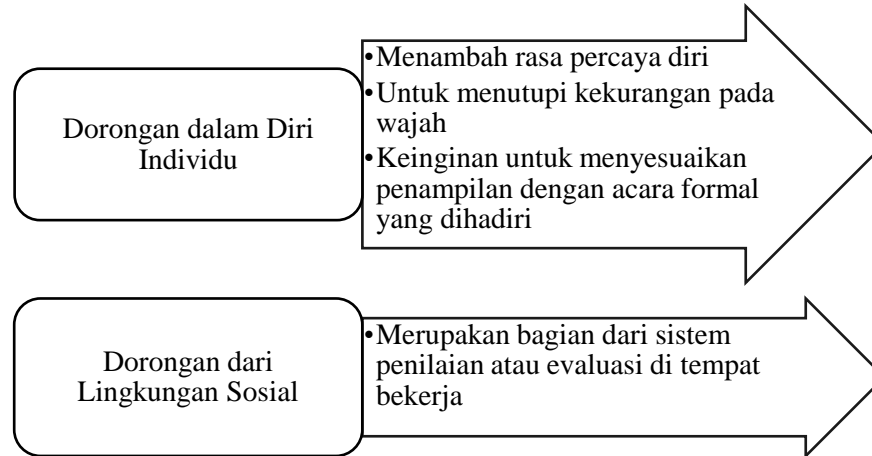 Dorongan dalam Diri
Individu
•Menambah rasa percaya diri
•Untuk menutupi kekurangan pada
wajah
•Keinginan untuk menyesuaikan
penampilan dengan acara formal
yang dihadiri
Dorongan dari
Lingkungan Sosial
•Merupakan bagian dari sistem
penilaian atau evaluasi di tempat
bekerja